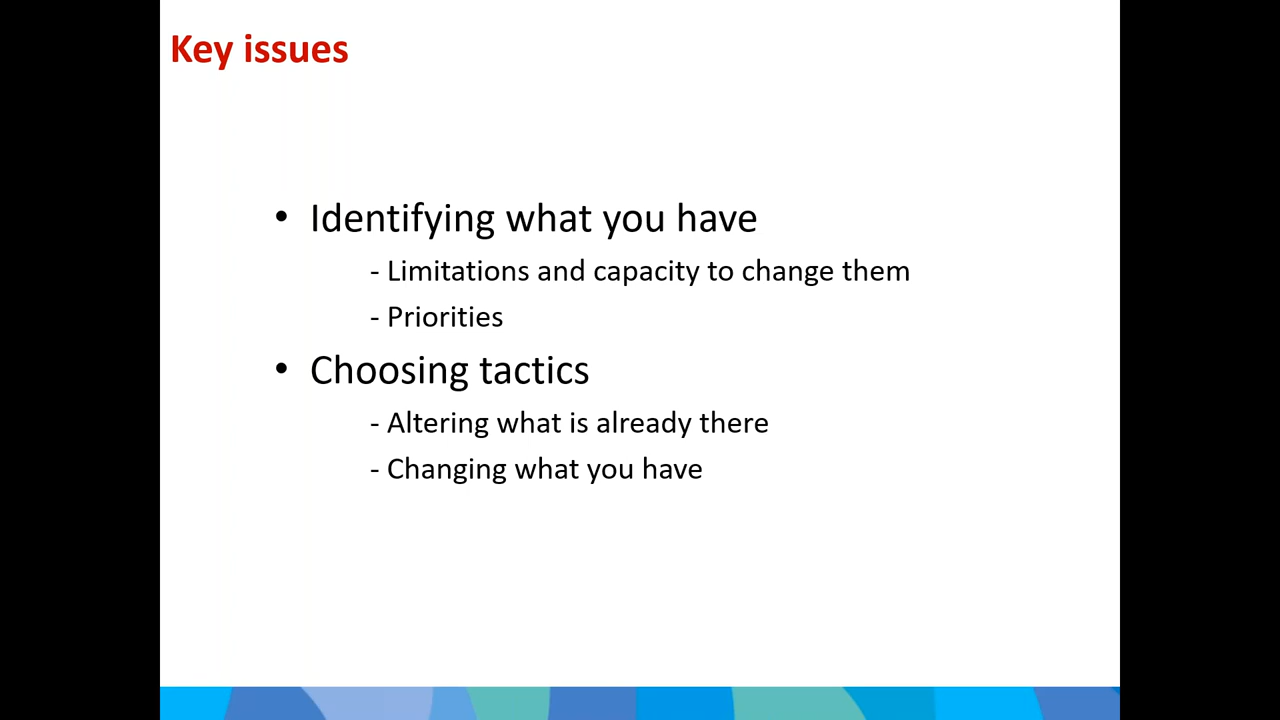 Key issues
• Identifying what you have
- Limitations and capacity to change them
- Priorities
• Choosing tactics
- Altering what is already there
- Changing what you have